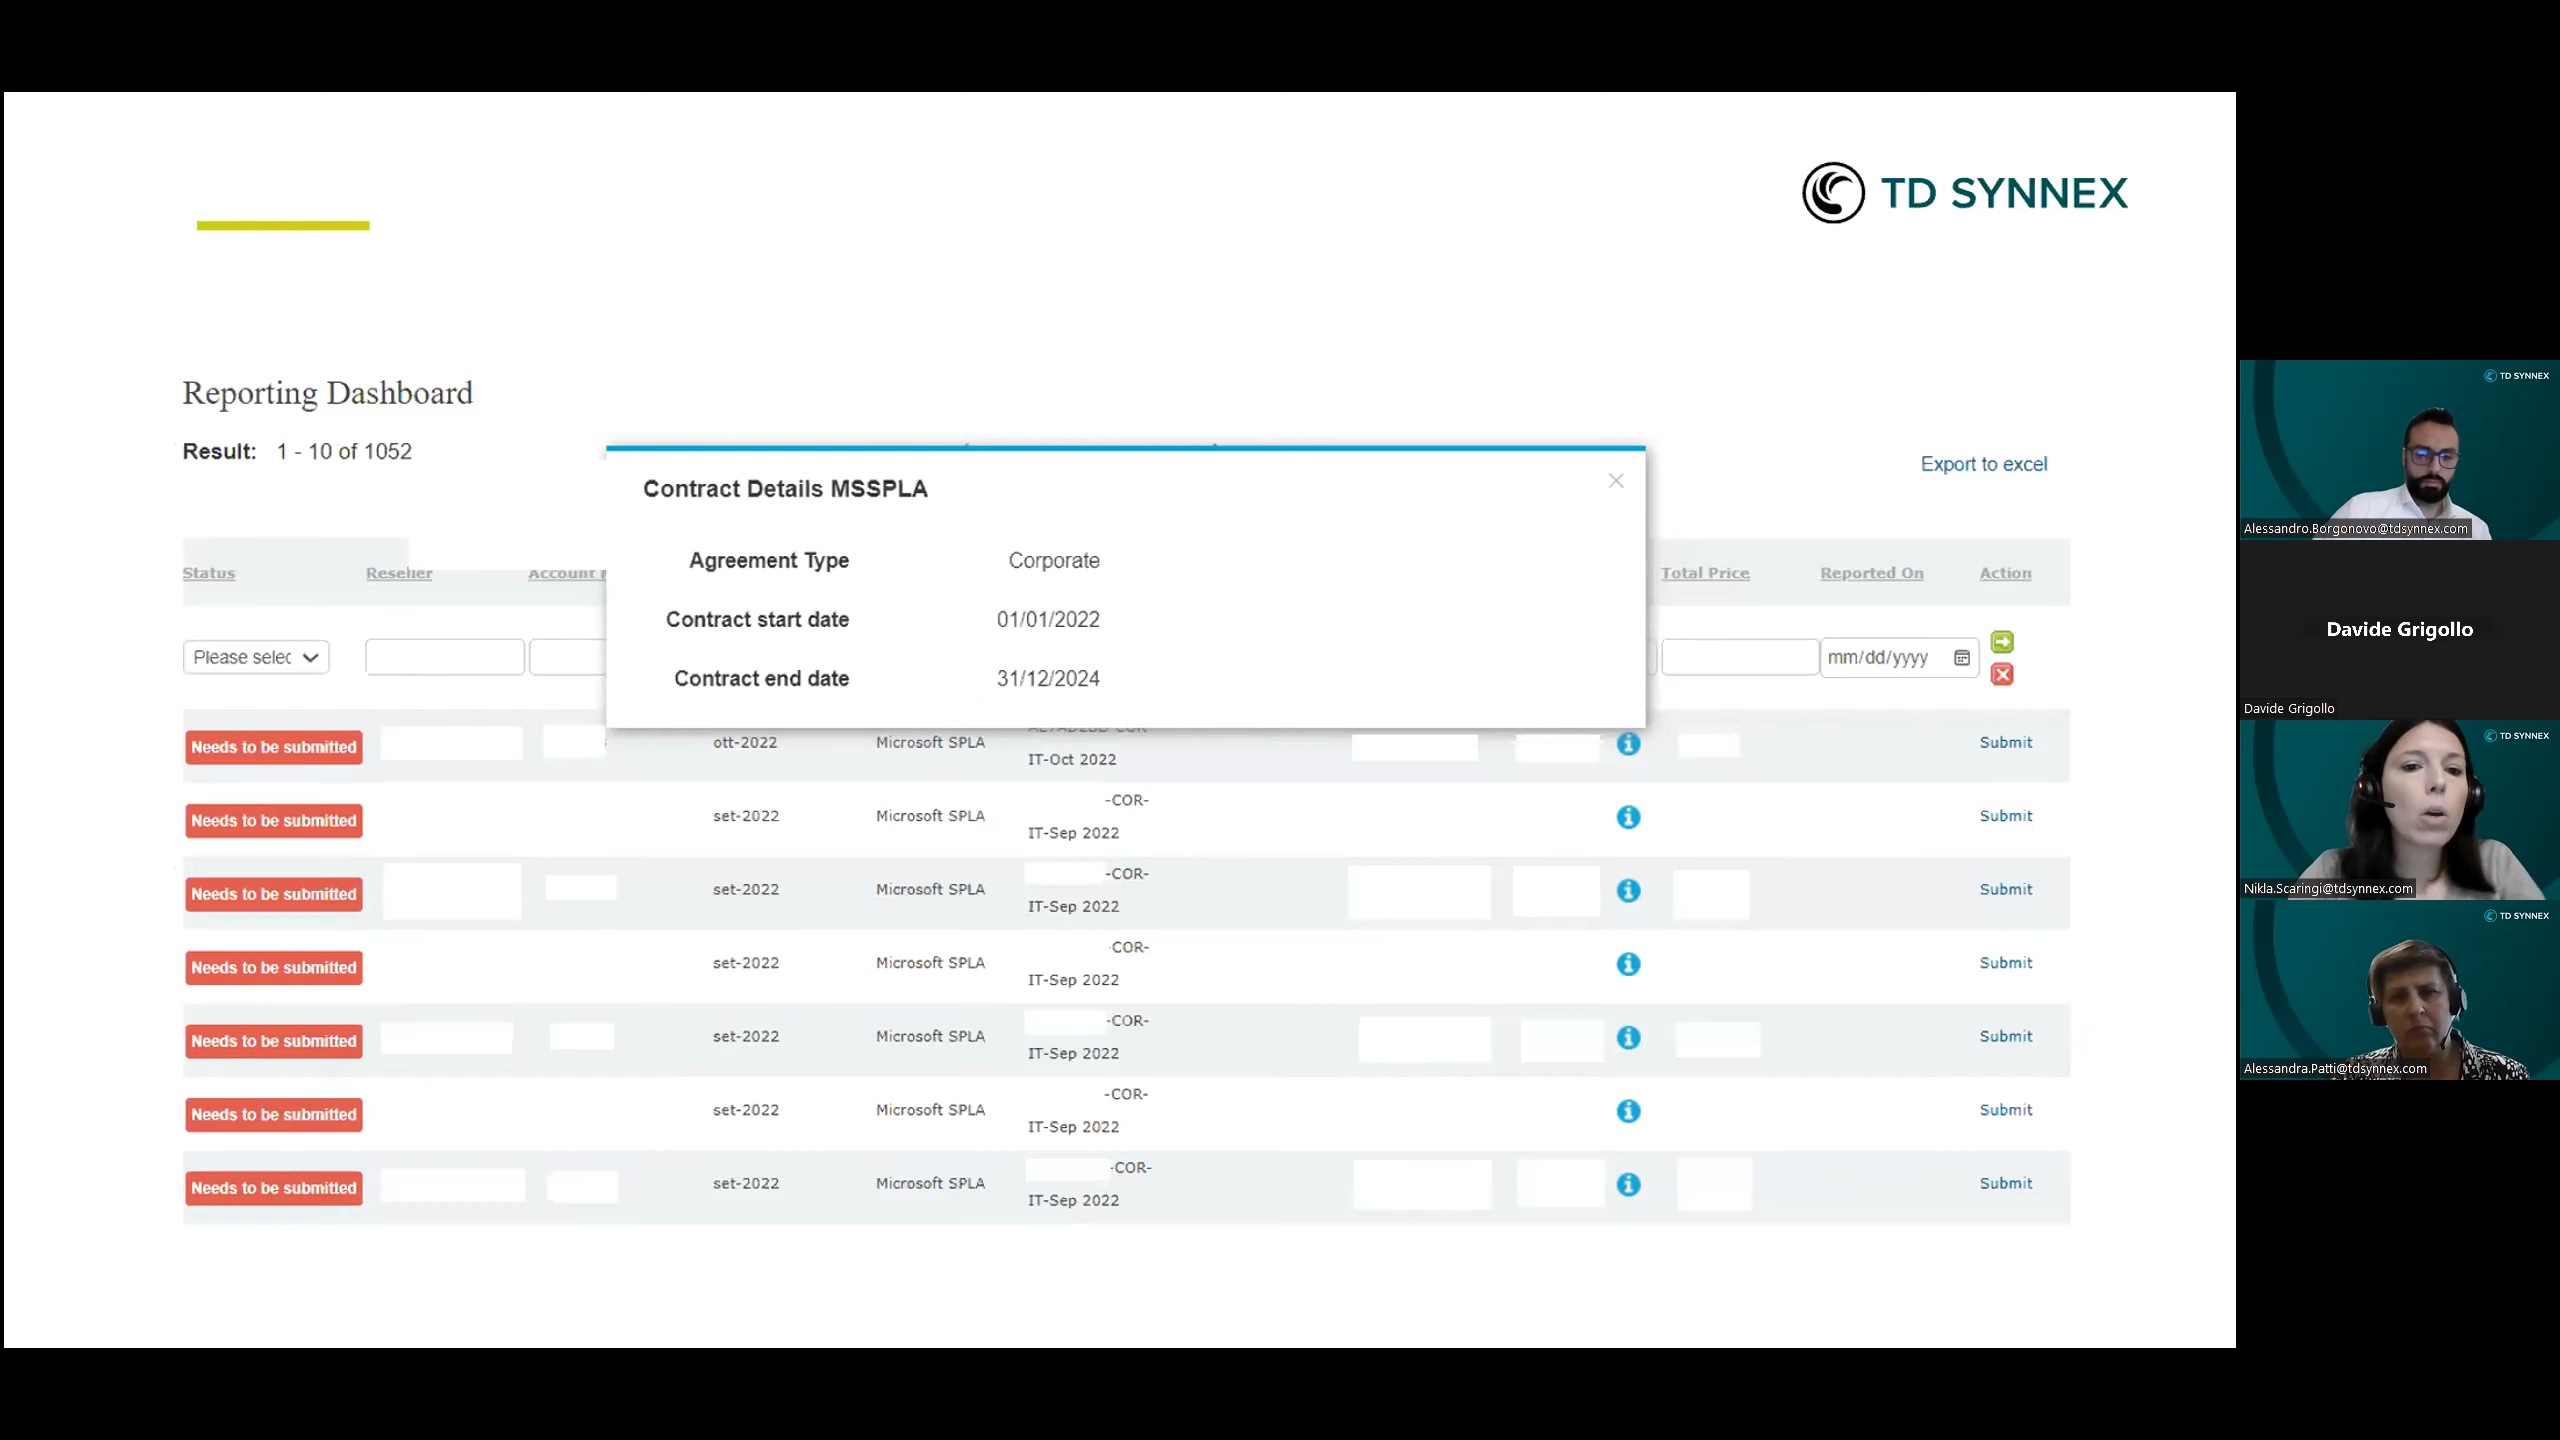 TD SYNNEX
Reporting Dashboard
Result: 1 - 10 of 1052
Export to excel
Contract Details MSSPLA
Agreement Type Corporate
Contract start date 01/01/2022
Contract end date 31/12/2024
Status Reseller Account Total Price Reported On Action
Please selec mm/dd/yyyy
Needs to be submitted ott-2022 Microsoft SPLA Submit
IT-Oct 2022
-COR-
Needs to be submitted set-2022 Microsoft SPLA Submit
IT-Sep 2022
-COR-
Needs to be submitted set-2022 Microsoft SPLA Submit
IT-Sep 2022
-COR-
Needs to be submitted set-2022 Microsoft SPLA Submit
IT-Sep 2022
-COR-
Needs to be submitted set-2022 Microsoft SPLA Submit
IT-Sep 2022
-COR-
Needs to be submitted set-2022 Microsoft SPLA Submit
IT-Sep 2022
-COR-
Needs to be submitted set-2022 Microsoft SPLA Submit
IT-Sep 2022
TD SYNNEX
Alessandro.Borgonovo@tdsynnex.com
Davide Grigollo
Davide Grigollo
TD SYNNEX
Nikla.Scaringi@tdsynnex.com
TD SYNNEX
Alessandra.Patti@tdsynnex.com